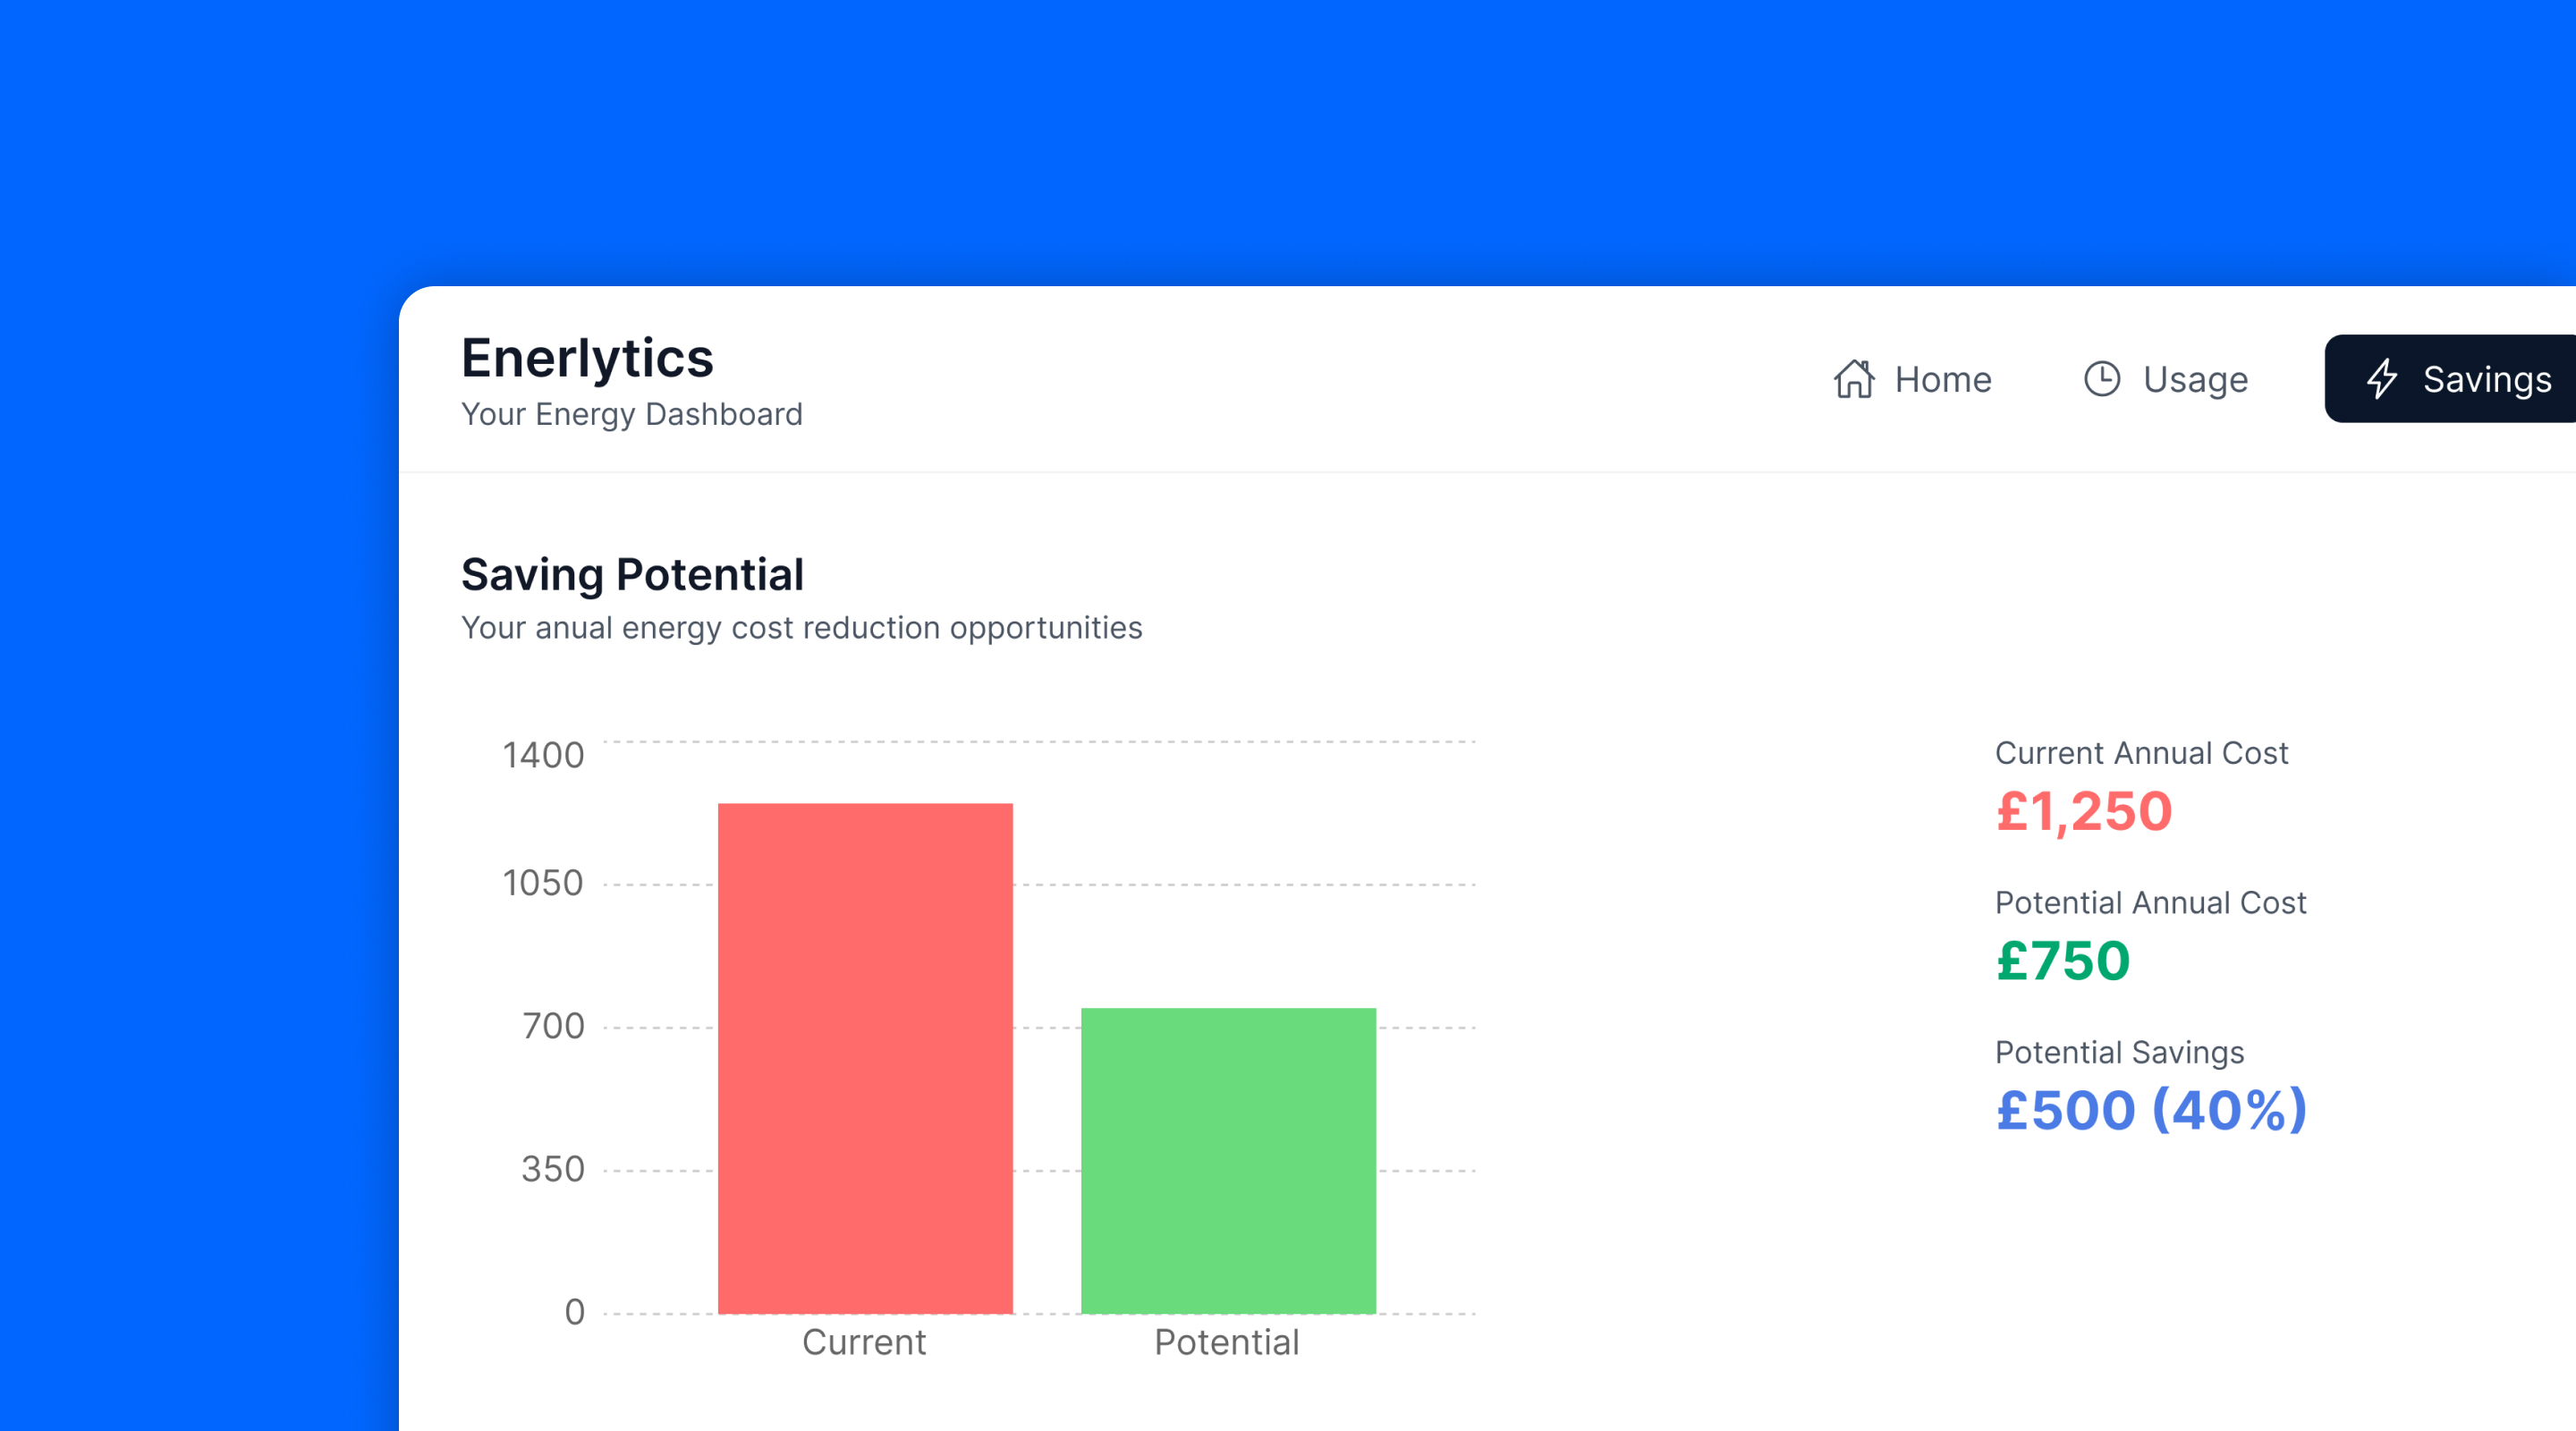 Enerlytics
Your Energy Dashboard
Home
Usage
Savings
Saving Potential
Your anual energy cost reduction opportunities
1400
1050
700
350
0
Current
Potential
Current Annual Cost
£1,250
Potential Annual Cost
£750
Potential Savings
£500 (40%)